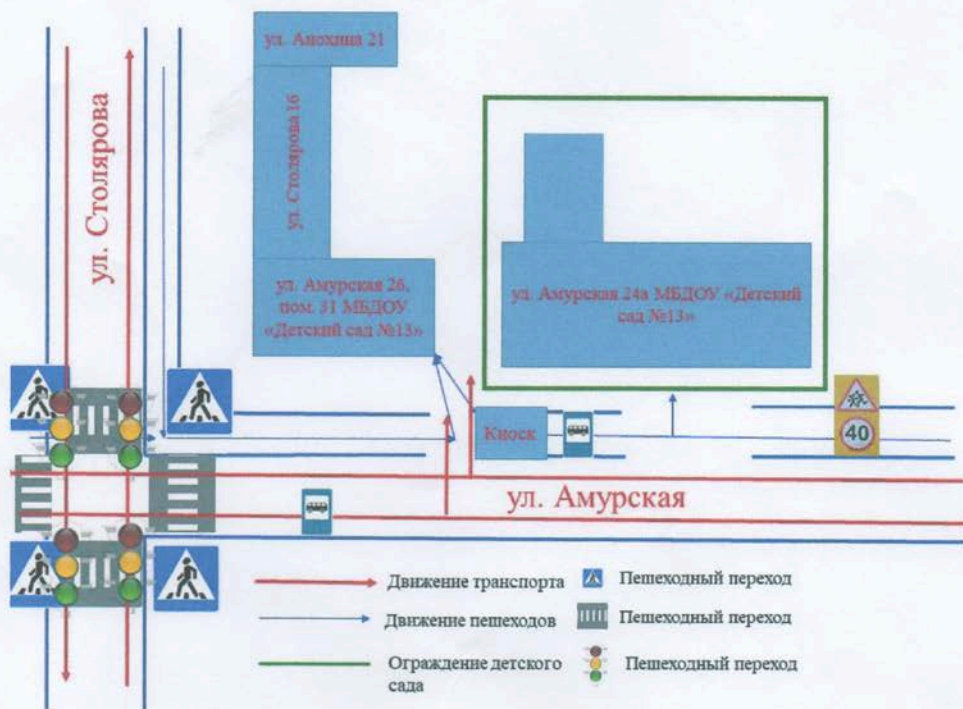 ул. Анохина 21
ул. Столярова
ул. Столярова 16
ул. Амурская 26,
пом. 31 МБДОУ
«Детский сад №13»
ул. Амурская 24а МБДОУ «Детский
сад №13»
Киоск
40
ул. Амурская
Движение транспорта
Пешеходный переход
Движение пешеходов
Пешеходный переход
Ограждение детского
сада
Пешеходный переход